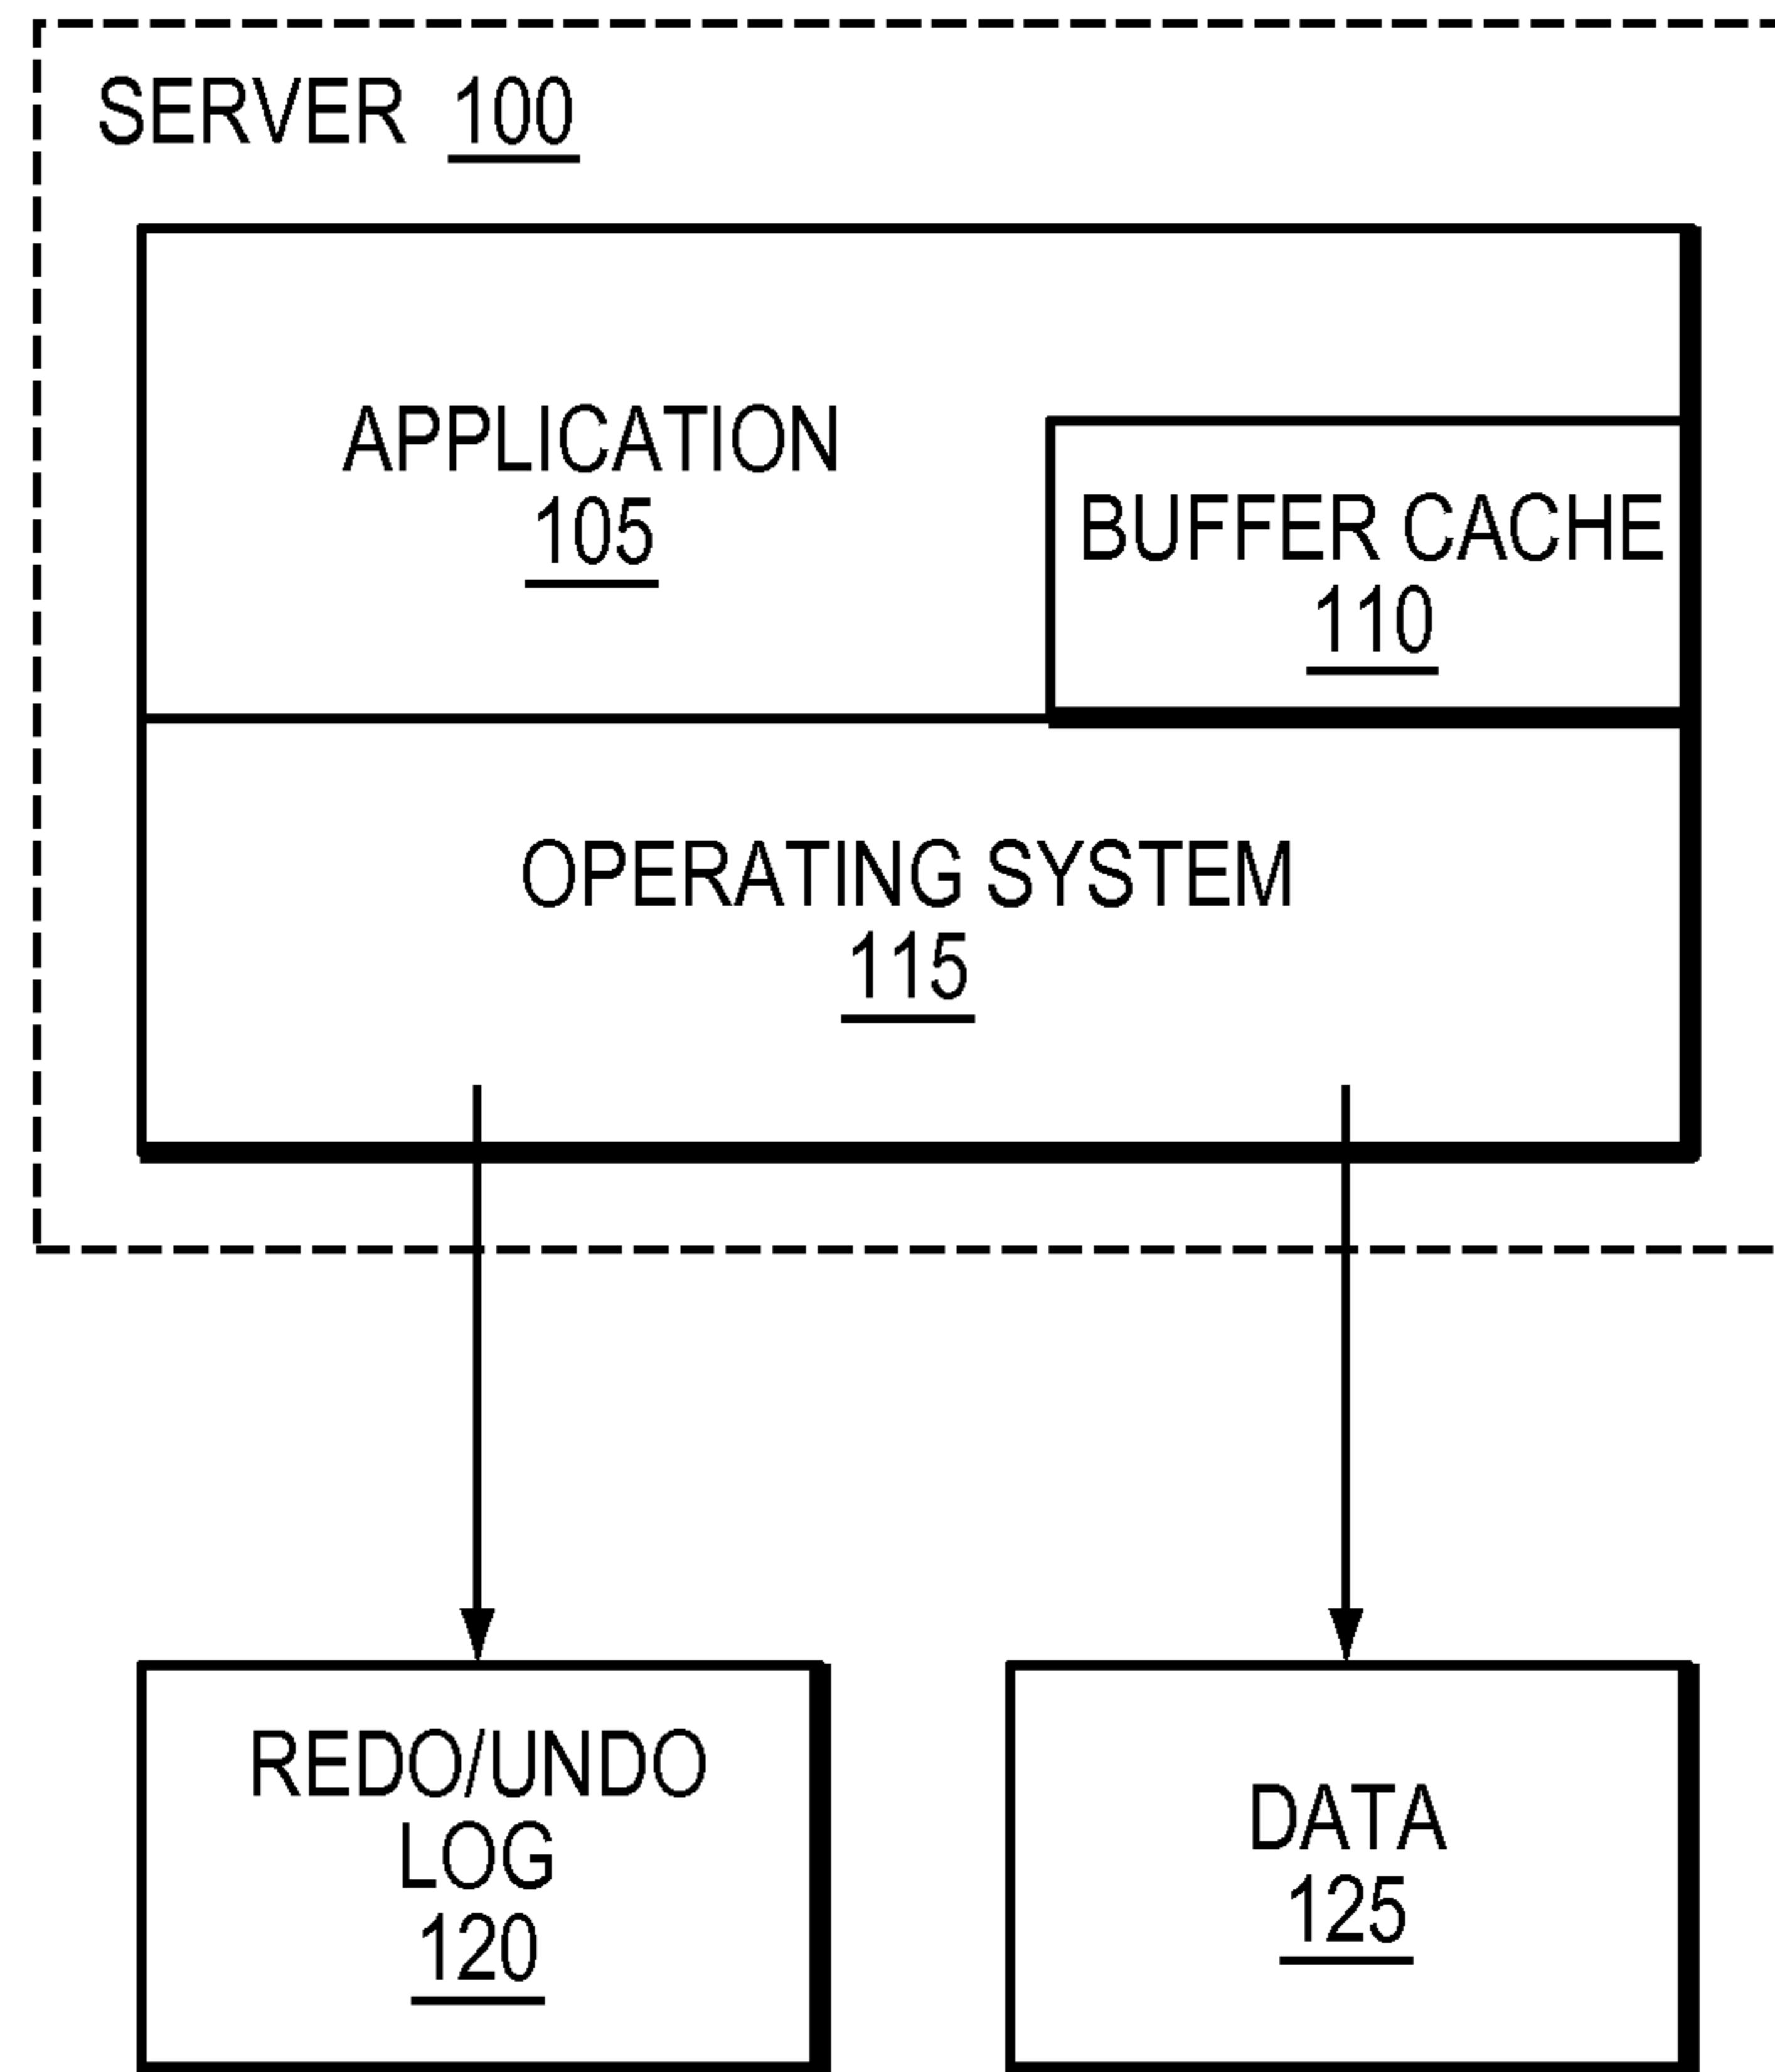 SERVER 100
APPLICATION
105
BUFFER CACHE
110
OPERATING SYSTEM
115
REDO/UNDO
LOG
120
DATA
125